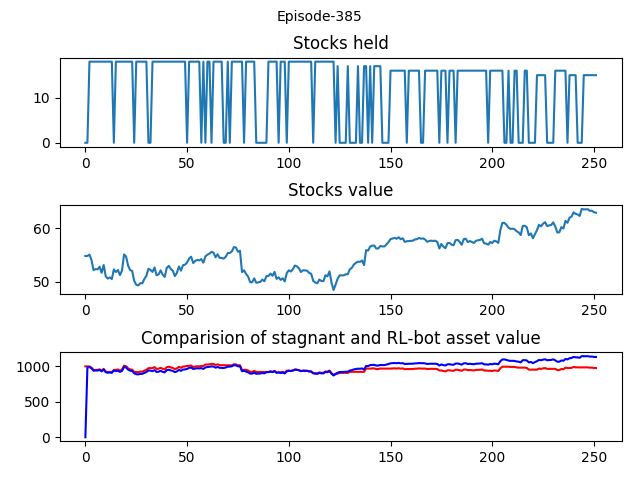 Episode-385
Stocks held
10
0
0 50 100 150 200 250
Stocks value
60
50
0 50 100 150 200 250
Comparision of stagnant and RL-bot asset value
1000
500
0
0 50 100 150 200 250